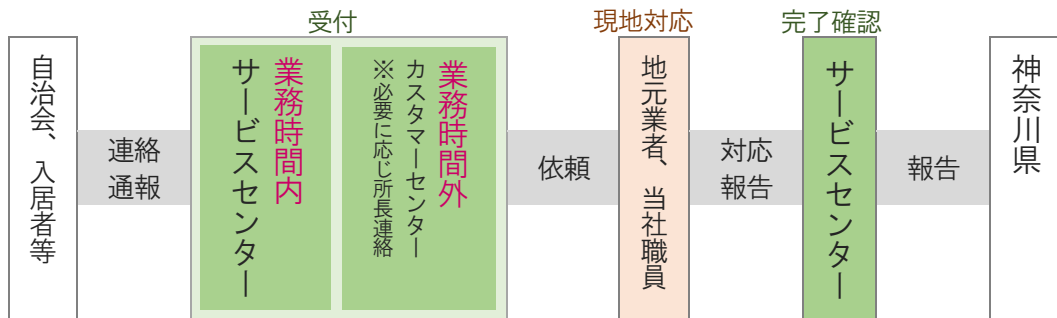 受付
現地対応
完了確認
自治会、入居者等
連絡
通報
業務時間内
サービスセンター
業務時間外
カスタマーセンター
※必要に応じ所長連絡
依頼
地元業者、当社職員
対応
報告
サービスセンター
報告
神奈川県